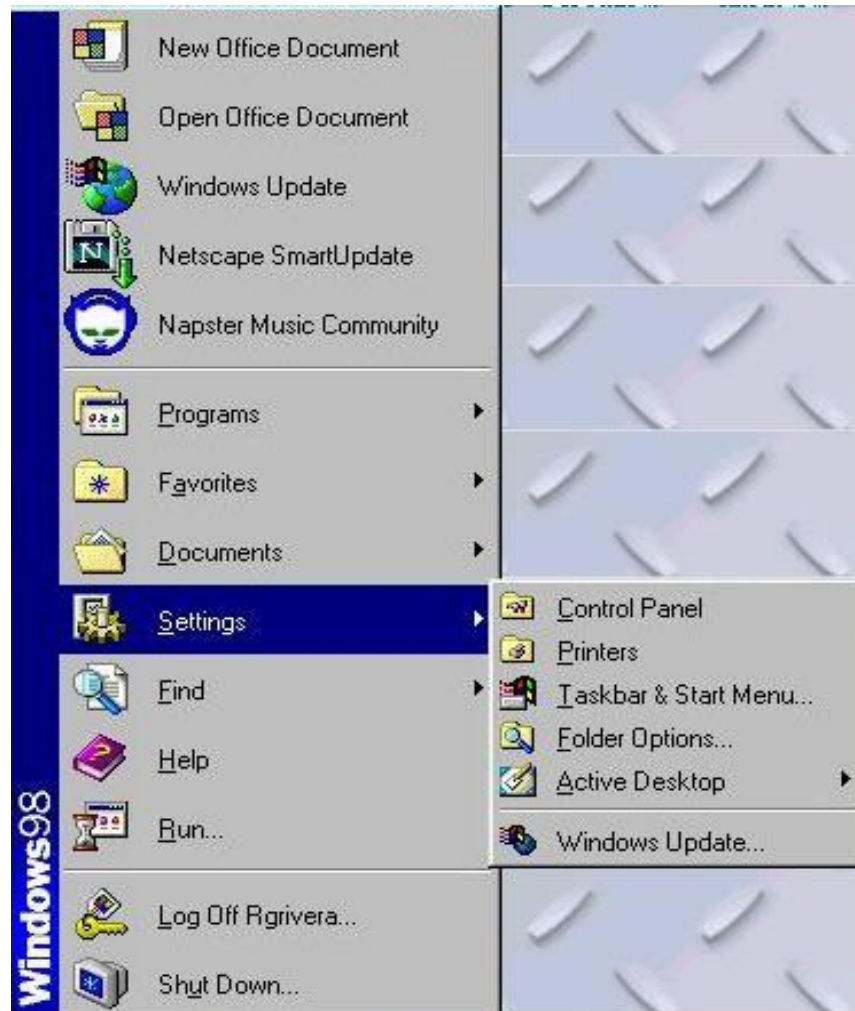 New Office Document
Open Office Document
Windows Update
Netscape SmartUpdate
Napster Music Community
Programs
Favorites
Documents
Settings
Control Panel
Printers
Taskbar & Start Menu...
Folder Options...
Active Desktop
Windows Update...
Find
Help
Run...
Log Off Rgrivera...
Shut Down...
Windows98
N